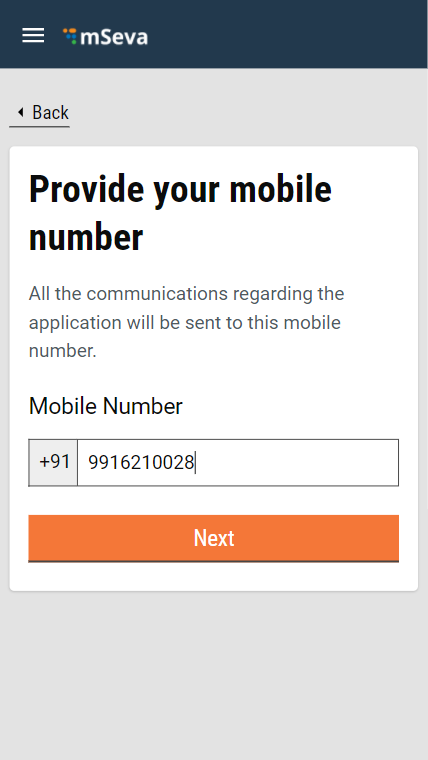 mSeva
Back
Provide your mobile
number
All the communications regarding the
application will be sent to this mobile
number.
Mobile Number
+91 9916210028
Next